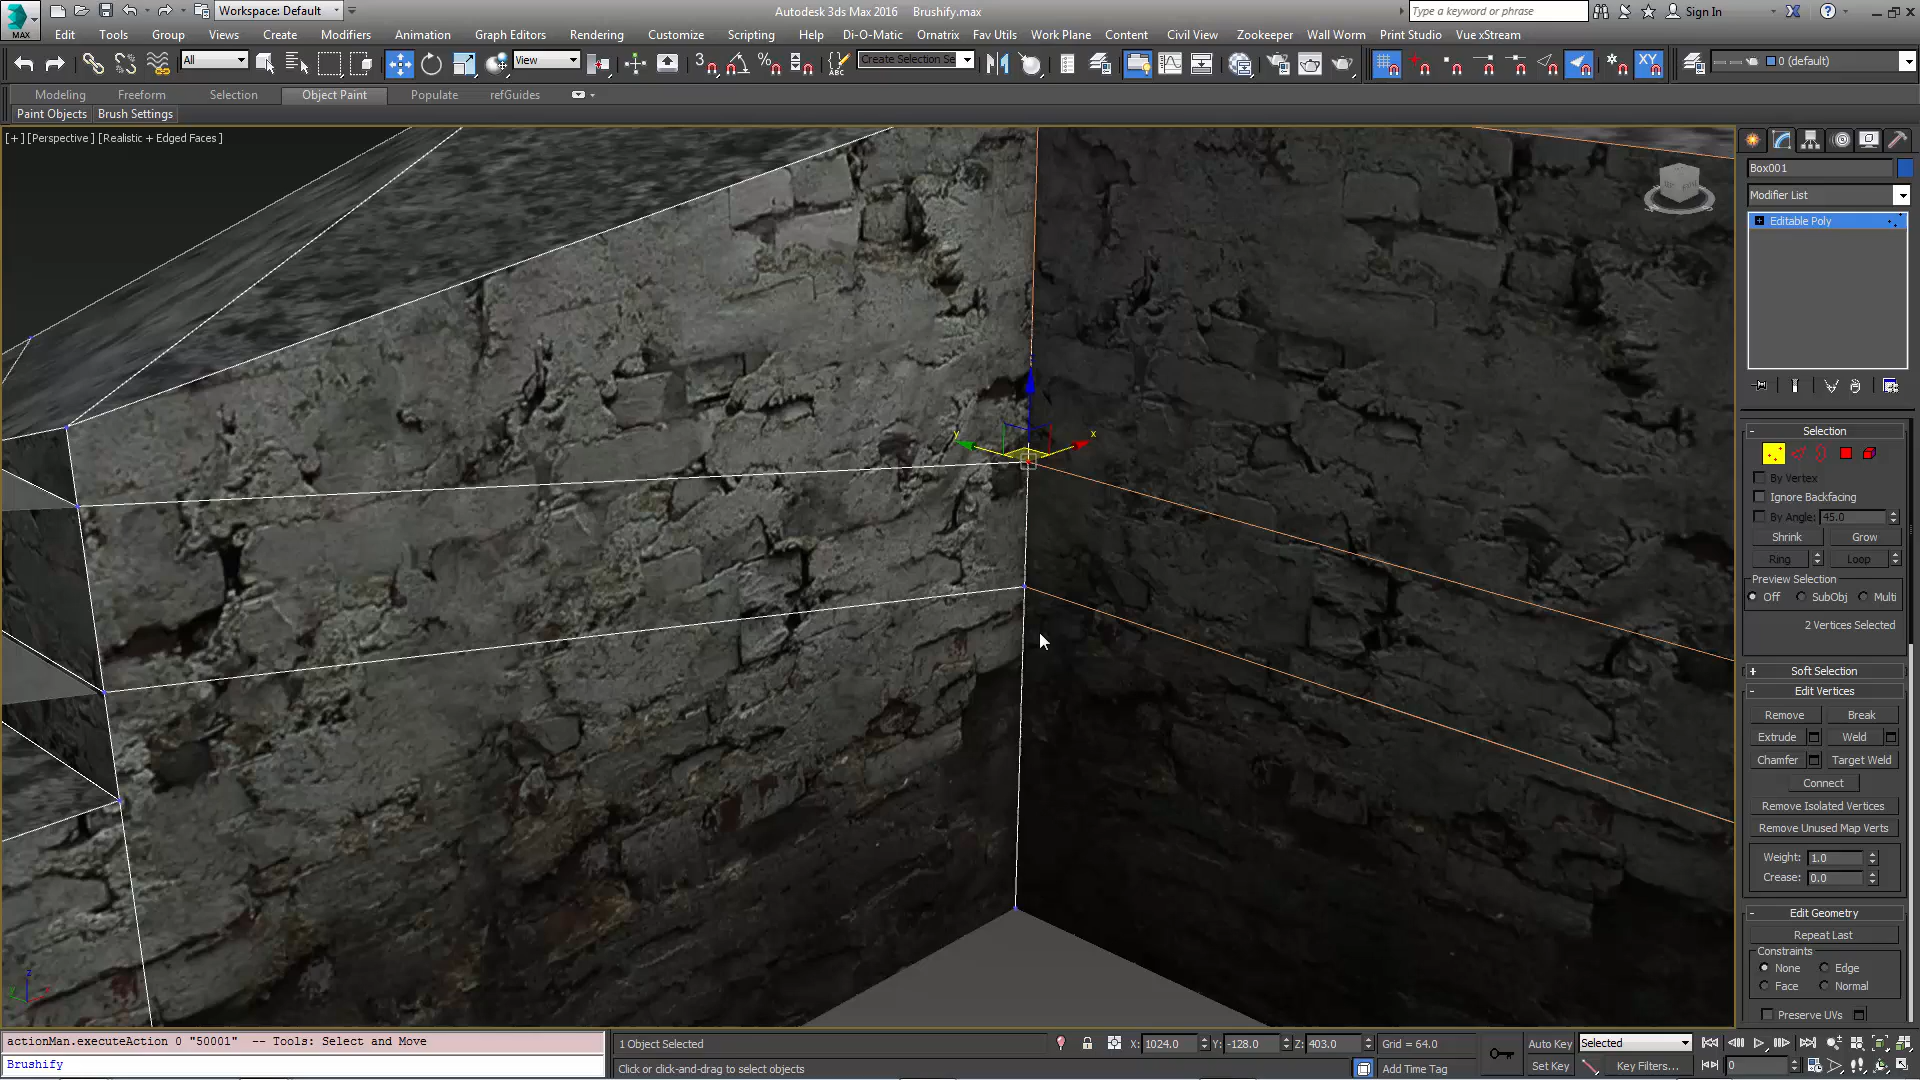 Workspace: Default
Autodesk 3ds Max 2016 Brushify.max
Type a keyword or phrase
Sign In
MAX
Edit Tools Group Views Create Modifiers Animation Graph Editors Rendering Customize Scripting Help Di-O-Matic Ornatrix Fav Utils Work Plane Content Civil View Zookeeper Wall Worm Print Studio Vue xStream
All View 3 ABC Create Selection Se XY 0 (default)
Modeling Freeform Selection Object Paint Populate refGuides
Paint Objects Brush Settings
[+] [Perspective] [Realistic + Edged Faces]
Box001
Modifier List
Editable Poly
y x
Selection
By Vertex
Ignore Backfacing
By Angle: 45.0
Shrink Grow
Ring Loop
Preview Selection
Off SubObj Multi
2 Vertices Selected
Soft Selection
Edit Vertices
Remove Break
Extrude Weld
Chamfer Target Weld
Connect
Remove Isolated Vertices
Remove Unused Map Verts
Weight: 1.0
Crease: 0.0
Edit Geometry
Repeat Last
Constraints
None Edge
Face Normal
Preserve UVs
z
actionMan.executeAction 0 "50001" -- Tools: Select and Move
Brushify
1 Object Selected X: 1024.0 Y: -128.0 Z: 403.0 Grid = 64.0 Auto Key Selected
Click or click-and-drag to select objects Add Time Tag Set Key Key Filters... 0